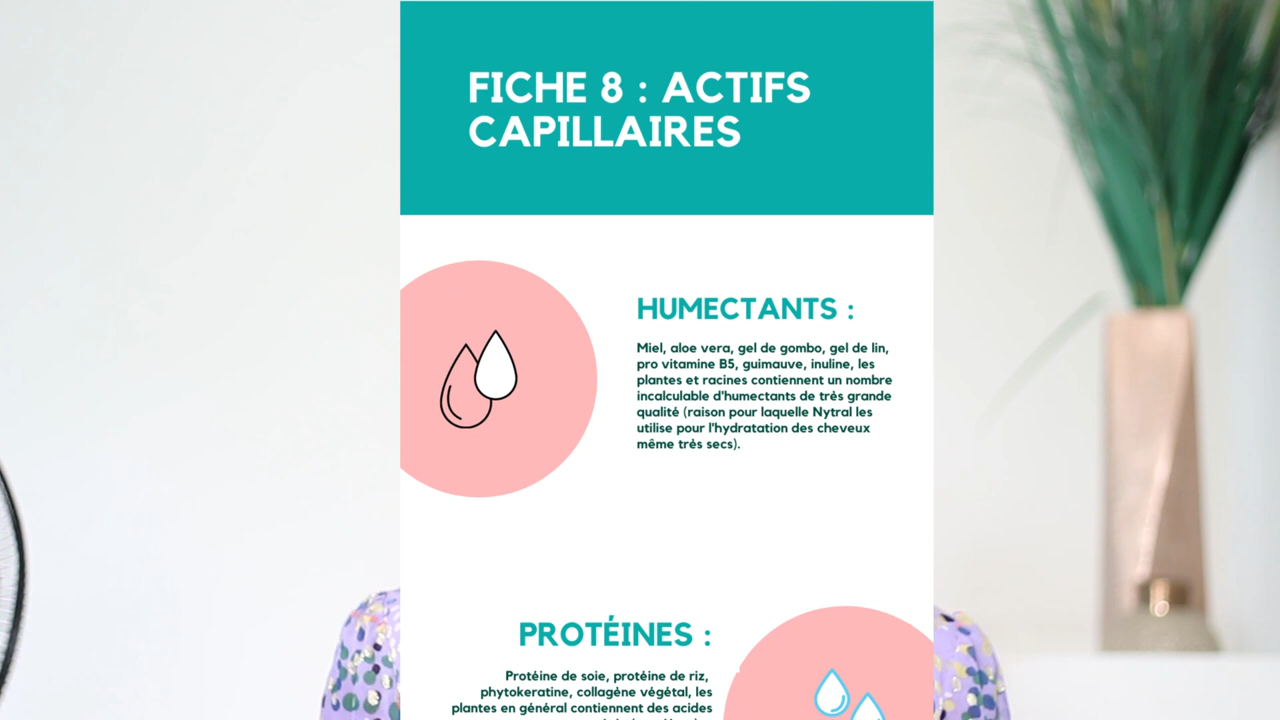 FICHE 8 : ACTIFS
CAPILLAIRES
HUMECTANTS :
Miel, aloe vera, gel de gombo, gel de lin,
pro vitamine B5, guimauve, inuline, les
plantes et racines contiennent un nombre
incalculable d'humectants de très grande
qualité (raison pour laquelle Nytral les
utilise pour l'hydratation des cheveux
même très secs).
PROTÉINES :
Protéine de soie, protéine de riz,
phytokeratine, collagène végétal, les
plantes en général contiennent des acides